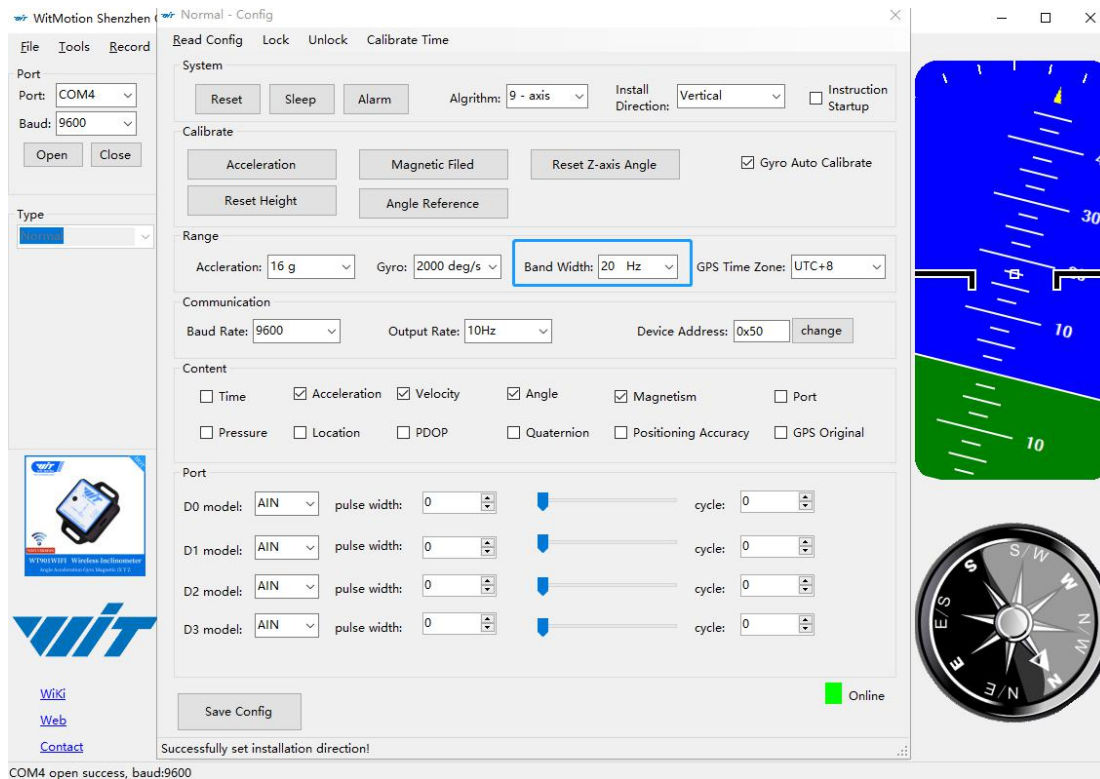 WitMotion Shenzhen
Normal - Config
File Tools Record
Read Config Lock Unlock Calibrate Time
Port
Port: COM4
Baud: 9600
Open Close
Type
Normal
System
Reset Sleep Alarm Algrithm: 9 - axis Install Direction: Vertical Instruction Startup
Calibrate
Acceleration Magnetic Filed Reset Z-axis Angle Gyro Auto Calibrate
Reset Height Angle Reference
Range
Accleration: 16 g Gyro: 2000 deg/s Band Width: 20 Hz GPS Time Zone: UTC+8
Communication
Baud Rate: 9600 Output Rate: 10Hz Device Address: 0x50 change
Content
Time Acceleration Velocity Angle Magnetism Port
Pressure Location PDOP Quaternion Positioning Accuracy GPS Original
Port
D0 model: AIN pulse width: 0 cycle: 0
D1 model: AIN pulse width: 0 cycle: 0
D2 model: AIN pulse width: 0 cycle: 0
D3 model: AIN pulse width: 0 cycle: 0
Save Config
Online
Successfully set installation direction!
30
10
10
S/W
W
N/W
N
N/E
E
E/S
S
WT901WIFI Wireless Inclinometer
WiT
WiKi
Web
Contact
COM4 open success, baud:9600